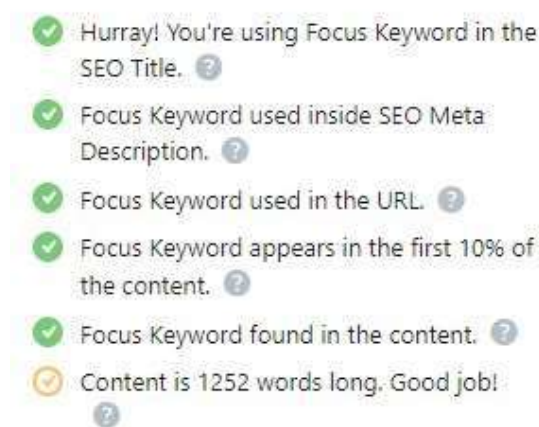 Hurray! You're using Focus Keyword in the
SEO Title. ?
Focus Keyword used inside SEO Meta
Description. ?
Focus Keyword used in the URL. ?
Focus Keyword appears in the first 10% of
the content. ?
Focus Keyword found in the content. ?
Content is 1252 words long. Good job!
?